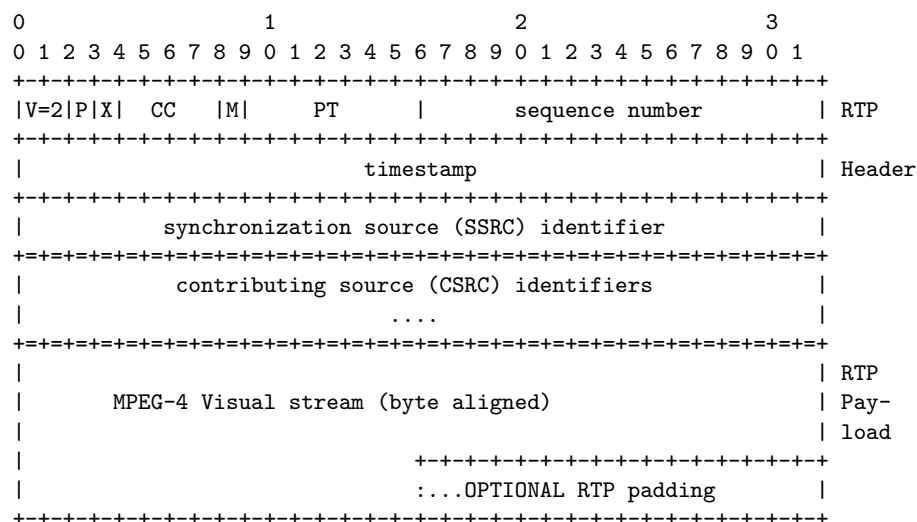 0                   1                   2                   3
0 1 2 3 4 5 6 7 8 9 0 1 2 3 4 5 6 7 8 9 0 1 2 3 4 5 6 7 8 9 0 1
+-+-+-+-+-+-+-+-+-+-+-+-+-+-+-+-+-+-+-+-+-+-+-+-+-+-+-+-+-+-+-+-+
|V=2|P|X|  CC   |M|     PT      |       sequence number         | RTP
+-+-+-+-+-+-+-+-+-+-+-+-+-+-+-+-+-+-+-+-+-+-+-+-+-+-+-+-+-+-+-+-+
|                           timestamp                           | Header
+-+-+-+-+-+-+-+-+-+-+-+-+-+-+-+-+-+-+-+-+-+-+-+-+-+-+-+-+-+-+-+-+
|           synchronization source (SSRC) identifier            |
+=+=+=+=+=+=+=+=+=+=+=+=+=+=+=+=+=+=+=+=+=+=+=+=+=+=+=+=+=+=+=+=+
|            contributing source (CSRC) identifiers             |
|                             ....                              |
+=+=+=+=+=+=+=+=+=+=+=+=+=+=+=+=+=+=+=+=+=+=+=+=+=+=+=+=+=+=+=+=+
|                                                               | RTP
|       MPEG-4 Visual stream (byte aligned)                     | Pay-
|                                                               | load
|                               +-+-+-+-+-+-+-+-+-+-+-+-+-+-+-+-+
|                               :...OPTIONAL RTP padding        |
+-+-+-+-+-+-+-+-+-+-+-+-+-+-+-+-+-+-+-+-+-+-+-+-+-+-+-+-+-+-+-+-+